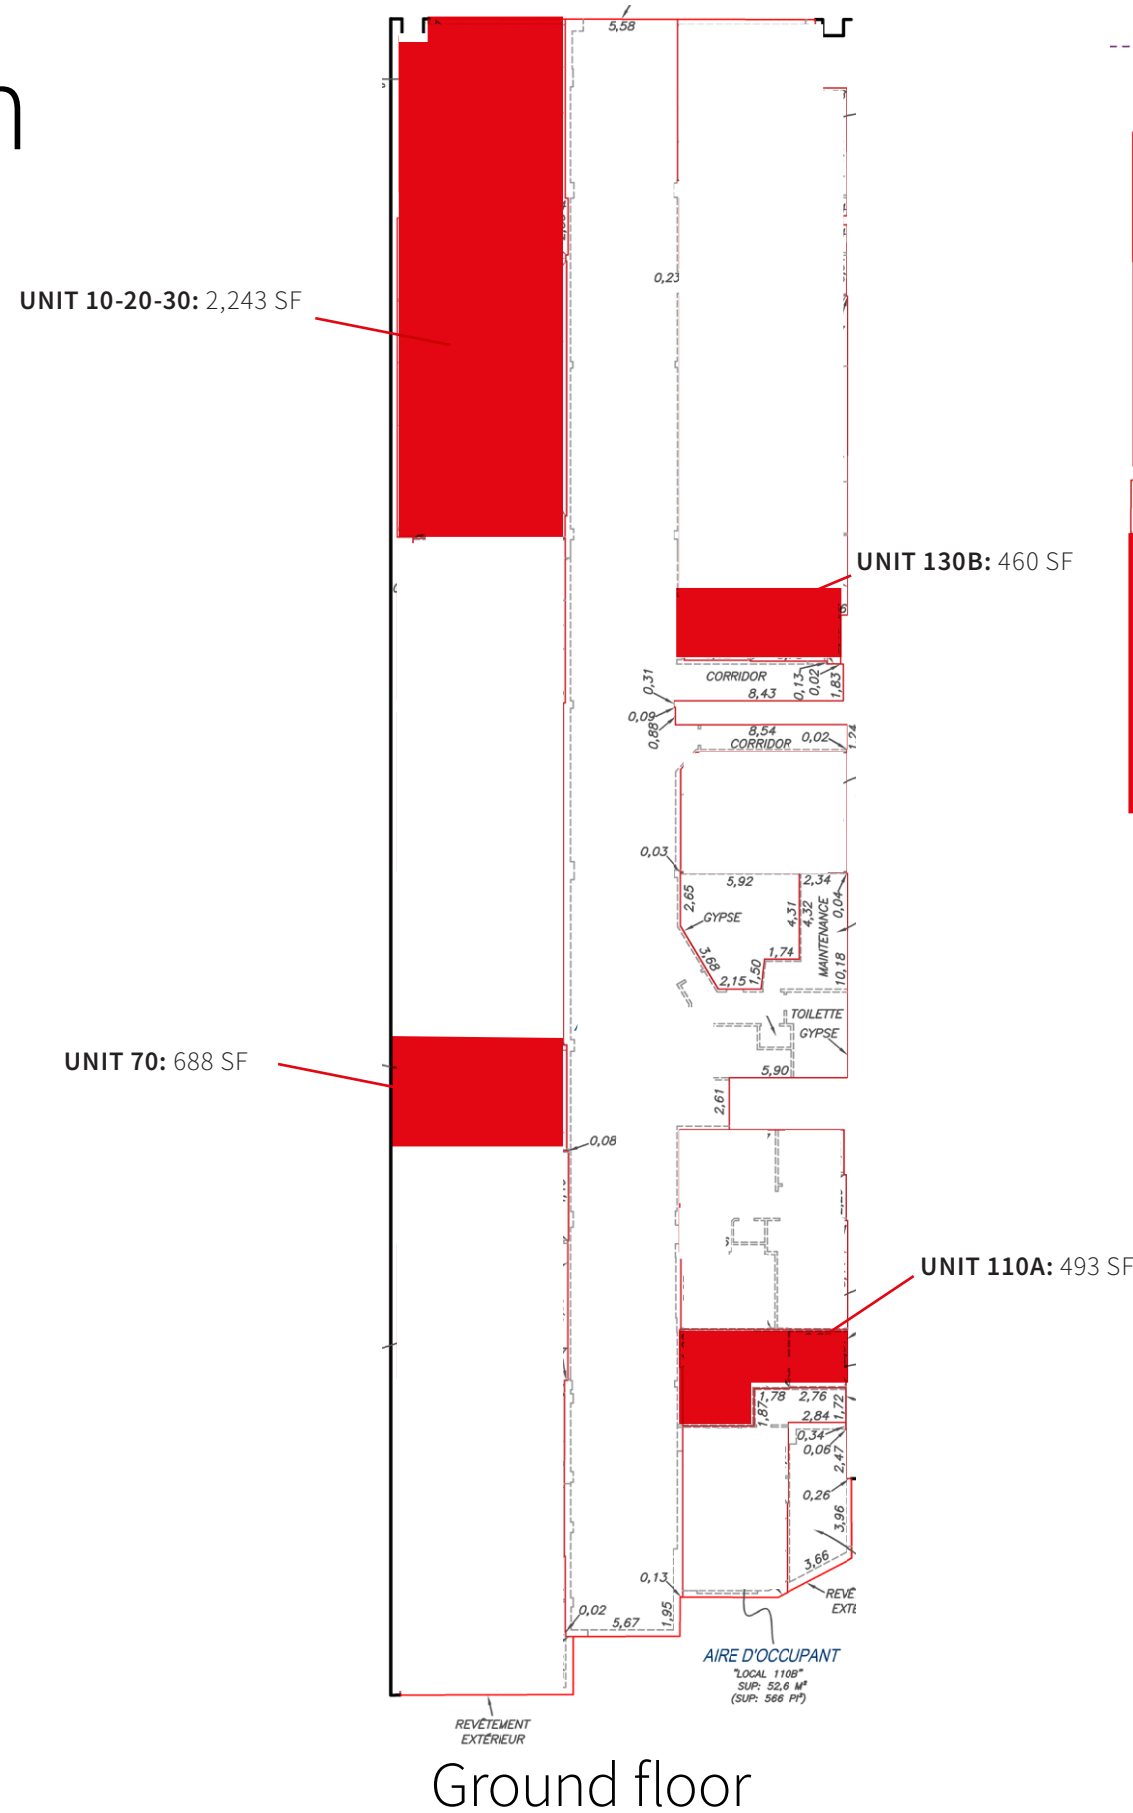 n
5,58
0,23
UNIT 10-20-30: 2,243 SF
UNIT 130B: 460 SF
CORRIDOR
0,13
0,02
1,83
0,31
8,43
0,09
0,88
8,54
0,02
1,24
CORRIDOR
0,03
5,92
2,34
2,65
4,31
4,32
0,04
MAINTENANCE
GYPSE
3,68
1,74
1,50
2,15
10,18
TOILETTE
GYPSE
5,90
2,61
UNIT 70: 688 SF
0,08
UNIT 110A: 493 SF
1,78
2,76
1,72
1,87
2,84
0,34
0,06
2,47
0,26
3,96
3,66
0,13
REVÊ
EXTÉ
0,02
5,67
1,95
AIRE D'OCCUPANT
"LOCAL 110B"
SUP: 52,6 M²
(SUP: 566 PI²)
REVÊTEMENT
EXTÉRIEUR
Ground floor